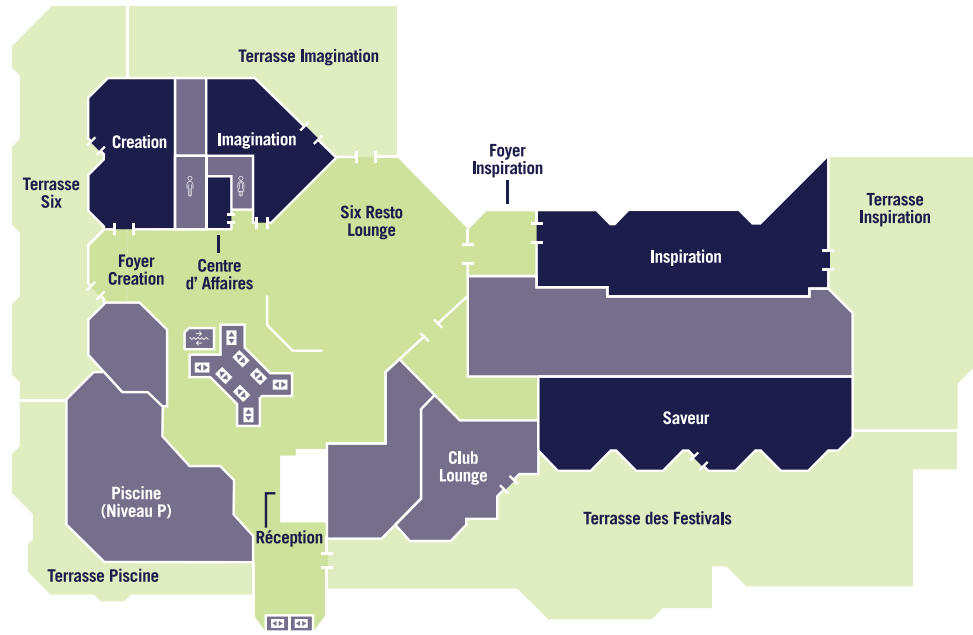 Terrasse Imagination
Creation
Imagination
Foyer
Inspiration
Terrasse
Six
Six Resto
Lounge
Terrasse
Inspiration
Foyer
Creation
Centre
d' Affaires
Inspiration
Saveur
Club
Lounge
Piscine
(Niveau P)
Réception
Terrasse des Festivals
Terrasse Piscine